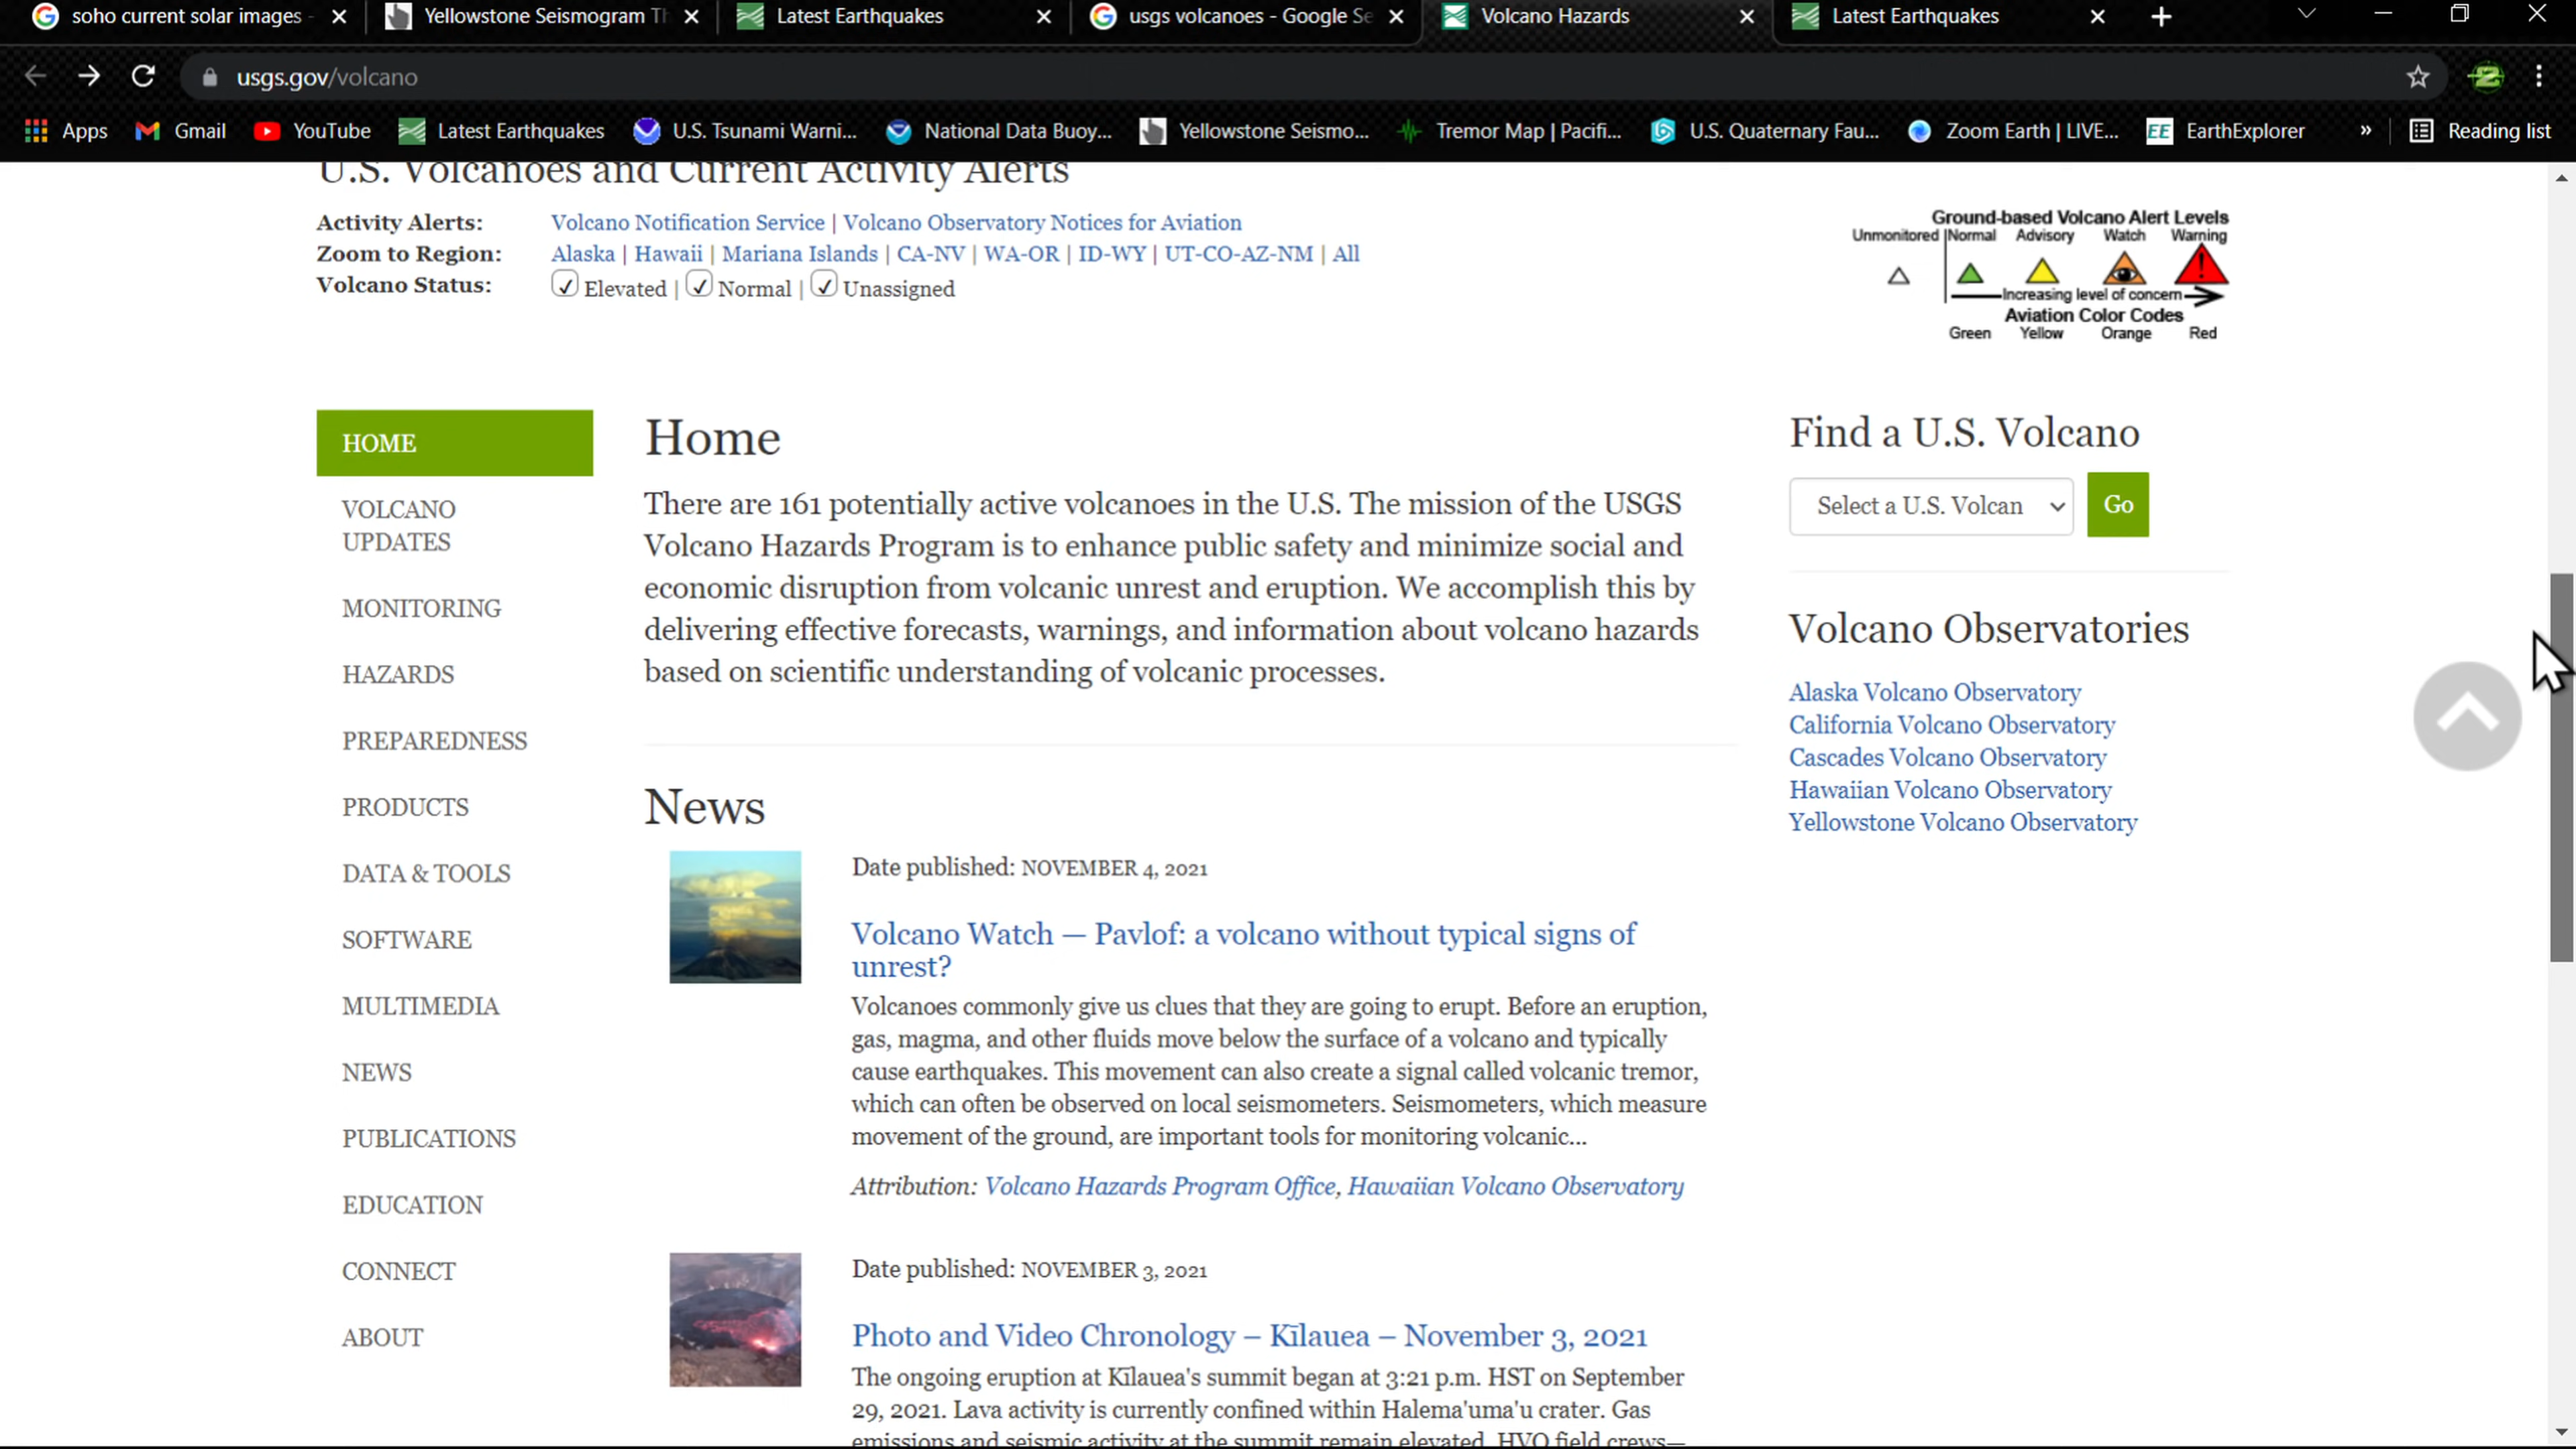 soho current solar images -
Yellowstone Seismogram Th
Latest Earthquakes
usgs volcanoes - Google Se
Volcano Hazards
Latest Earthquakes
usgs.gov/volcano
Apps
Gmail
YouTube
Latest Earthquakes
U.S. Tsunami Warni...
National Data Buoy...
Yellowstone Seismo...
Tremor Map | Pacifi...
U.S. Quaternary Fau...
Zoom Earth | LIVE...
EE EarthExplorer
»
Reading list
U.S. Volcanoes and Current Activity Alerts
Activity Alerts: Volcano Notification Service | Volcano Observatory Notices for Aviation
Zoom to Region: Alaska | Hawaii | Mariana Islands | CA-NV | WA-OR | ID-WY | UT-CO-AZ-NM | All
Volcano Status: Elevated | Normal | Unassigned
Ground-based Volcano Alert Levels
Unmonitored Normal Advisory Watch Warning
Increasing level of concern
Aviation Color Codes
Green Yellow Orange Red
HOME
VOLCANO
UPDATES
MONITORING
HAZARDS
PREPAREDNESS
PRODUCTS
DATA & TOOLS
SOFTWARE
MULTIMEDIA
NEWS
PUBLICATIONS
EDUCATION
CONNECT
ABOUT
Home
There are 161 potentially active volcanoes in the U.S. The mission of the USGS
Volcano Hazards Program is to enhance public safety and minimize social and
economic disruption from volcanic unrest and eruption. We accomplish this by
delivering effective forecasts, warnings, and information about volcano hazards
based on scientific understanding of volcanic processes.
News
Date published: NOVEMBER 4, 2021
Volcano Watch — Pavlof: a volcano without typical signs of
unrest?
Volcanoes commonly give us clues that they are going to erupt. Before an eruption,
gas, magma, and other fluids move below the surface of a volcano and typically
cause earthquakes. This movement can also create a signal called volcanic tremor,
which can often be observed on local seismometers. Seismometers, which measure
movement of the ground, are important tools for monitoring volcanic...
Attribution: Volcano Hazards Program Office, Hawaiian Volcano Observatory
Date published: NOVEMBER 3, 2021
Photo and Video Chronology – Kīlauea – November 3, 2021
The ongoing eruption at Kīlauea's summit began at 3:21 p.m. HST on September
29, 2021. Lava activity is currently confined within Halema'uma'u crater. Gas
emissions and seismic activity at the summit remain elevated. HVO field crews—
Find a U.S. Volcano
Select a U.S. Volcan
Go
Volcano Observatories
Alaska Volcano Observatory
California Volcano Observatory
Cascades Volcano Observatory
Hawaiian Volcano Observatory
Yellowstone Volcano Observatory